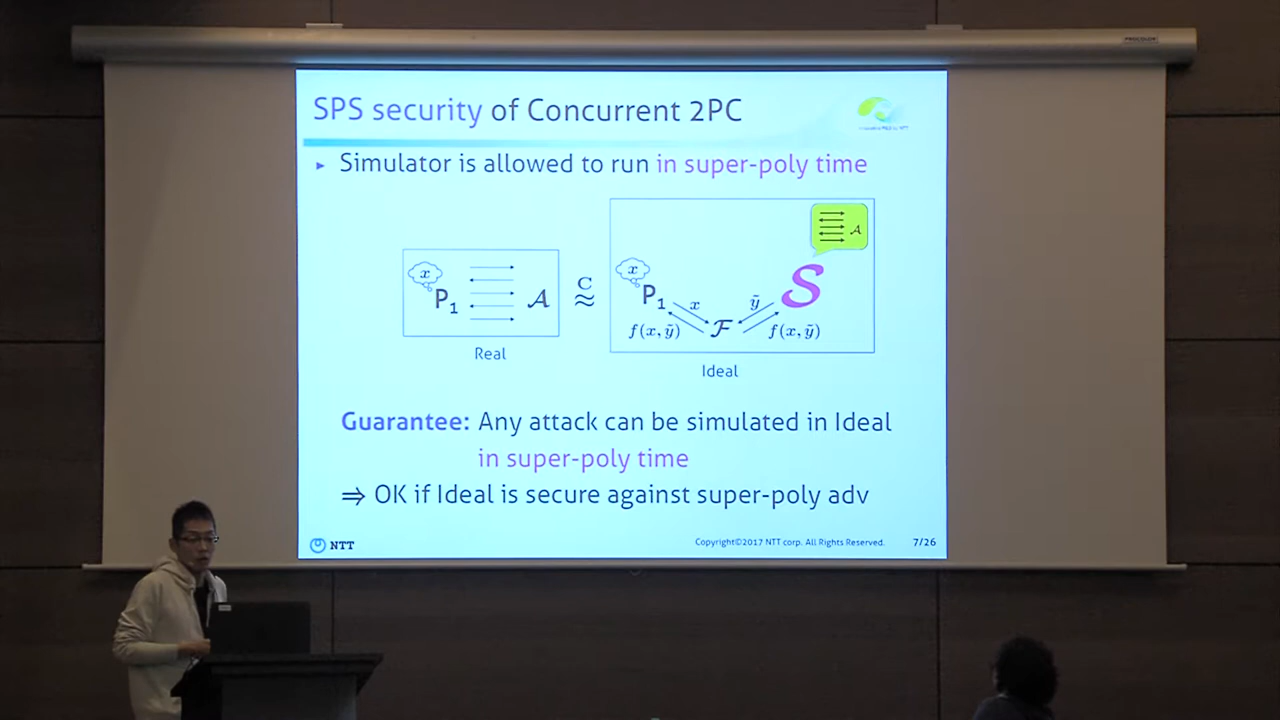 PROCOLOR
SPS security of Concurrent 2PC
▸ Simulator is allowed to run in super-poly time
x
P₁
𝒜
Real
C
≈
x
P₁
x
f(x, ỹ)
ℱ
ỹ
f(x, ỹ)
𝒮
𝒜
Ideal
Guarantee: Any attack can be simulated in Ideal
in super-poly time
⇒ OK if Ideal is secure against super-poly adv
NTT
Copyright©2017 NTT corp. All Rights Reserved.
7/26